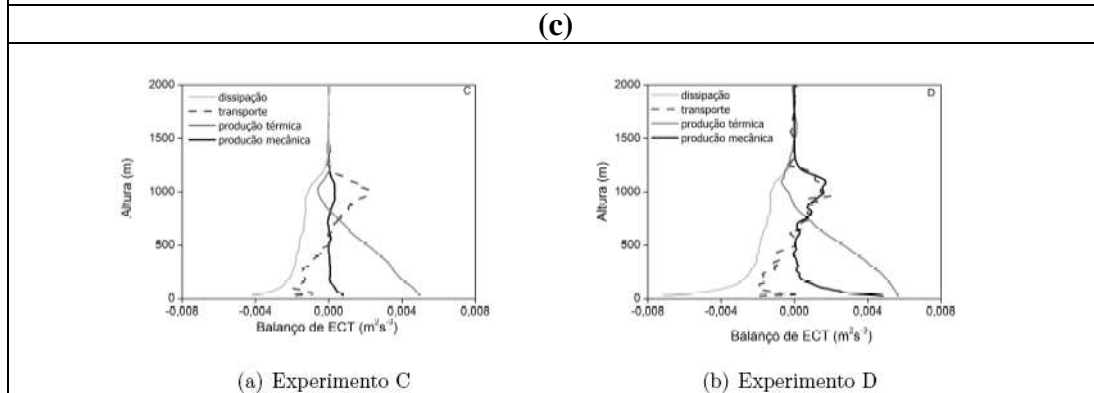 (c)
2000
1500
1000
500
0
Altura (m)
dissipação
transporte
produção térmica
produção mecânica
C
-0,008
-0,004
0,000
0,004
0,008
Balanço de ECT (m²s⁻³)
(a) Experimento C
2000
1500
1000
500
0
Altura (m)
dissipação
transporte
produção térmica
produção mecânica
D
-0,008
-0,004
0,000
0,004
0,008
Balanço de ECT (m²s⁻³)
(b) Experimento D